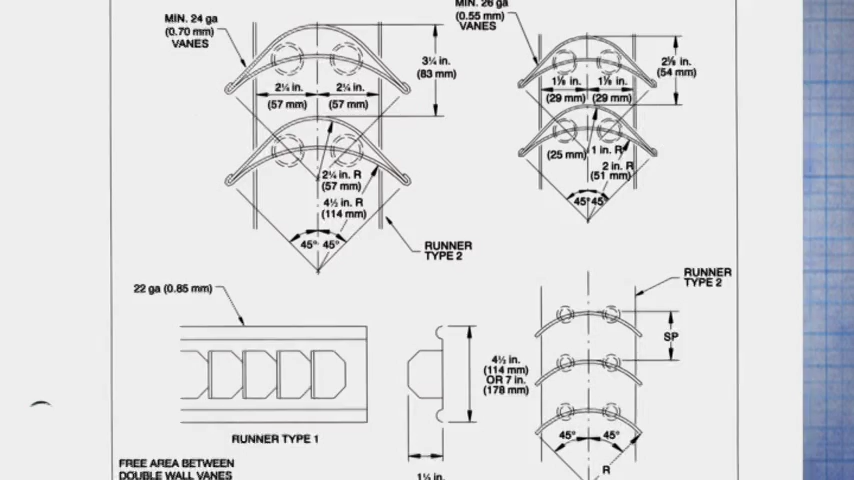 MIN. 24 ga
(0.70 mm)
VANES
3¼ in.
(83 mm)
2¼ in.
(57 mm)
2¼ in.
(57 mm)
2¼ in. R
(57 mm)
4½ in. R
(114 mm)
45°
45°
RUNNER
TYPE 2
MIN. 26 ga
(0.55 mm)
VANES
2⅛ in.
(54 mm)
1⅛ in.
(29 mm)
1⅛ in.
(29 mm)
(25 mm)
1 in. R
2 in. R
(51 mm)
45°
45°
22 ga (0.85 mm)
RUNNER TYPE 1
4½ in.
(114 mm)
OR 7 in.
(178 mm)
RUNNER
TYPE 2
SP
45°
45°
R
FREE AREA BETWEEN
DOUBLE WALL VANES